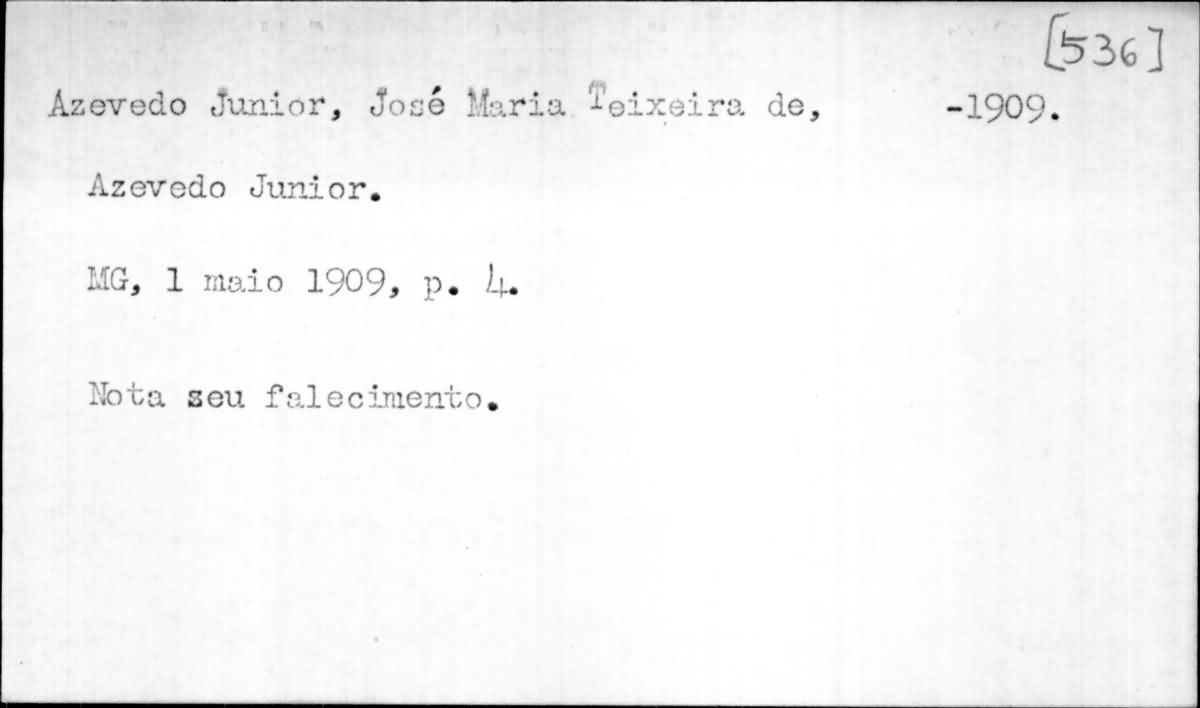 [536]
Azevedo Junior, José Maria Teixeira de, -1909.
Azevedo Junior.
MG, 1 maio 1909, p. 4.
Nota seu falecimento.